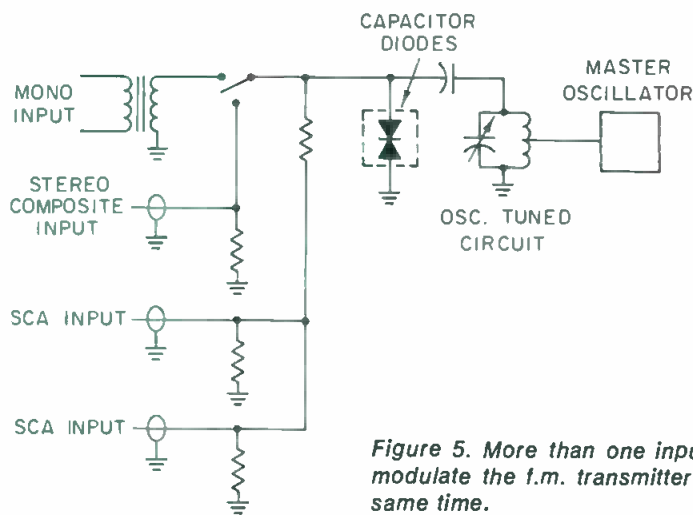 CAPACITOR
DIODES
MASTER
OSCILLATOR
MONO
INPUT
STEREO
COMPOSITE
INPUT
OSC. TUNED
CIRCUIT
SCA INPUT
SCA INPUT
Figure 5. More than one inpu
modulate the f.m. transmitter
same time.